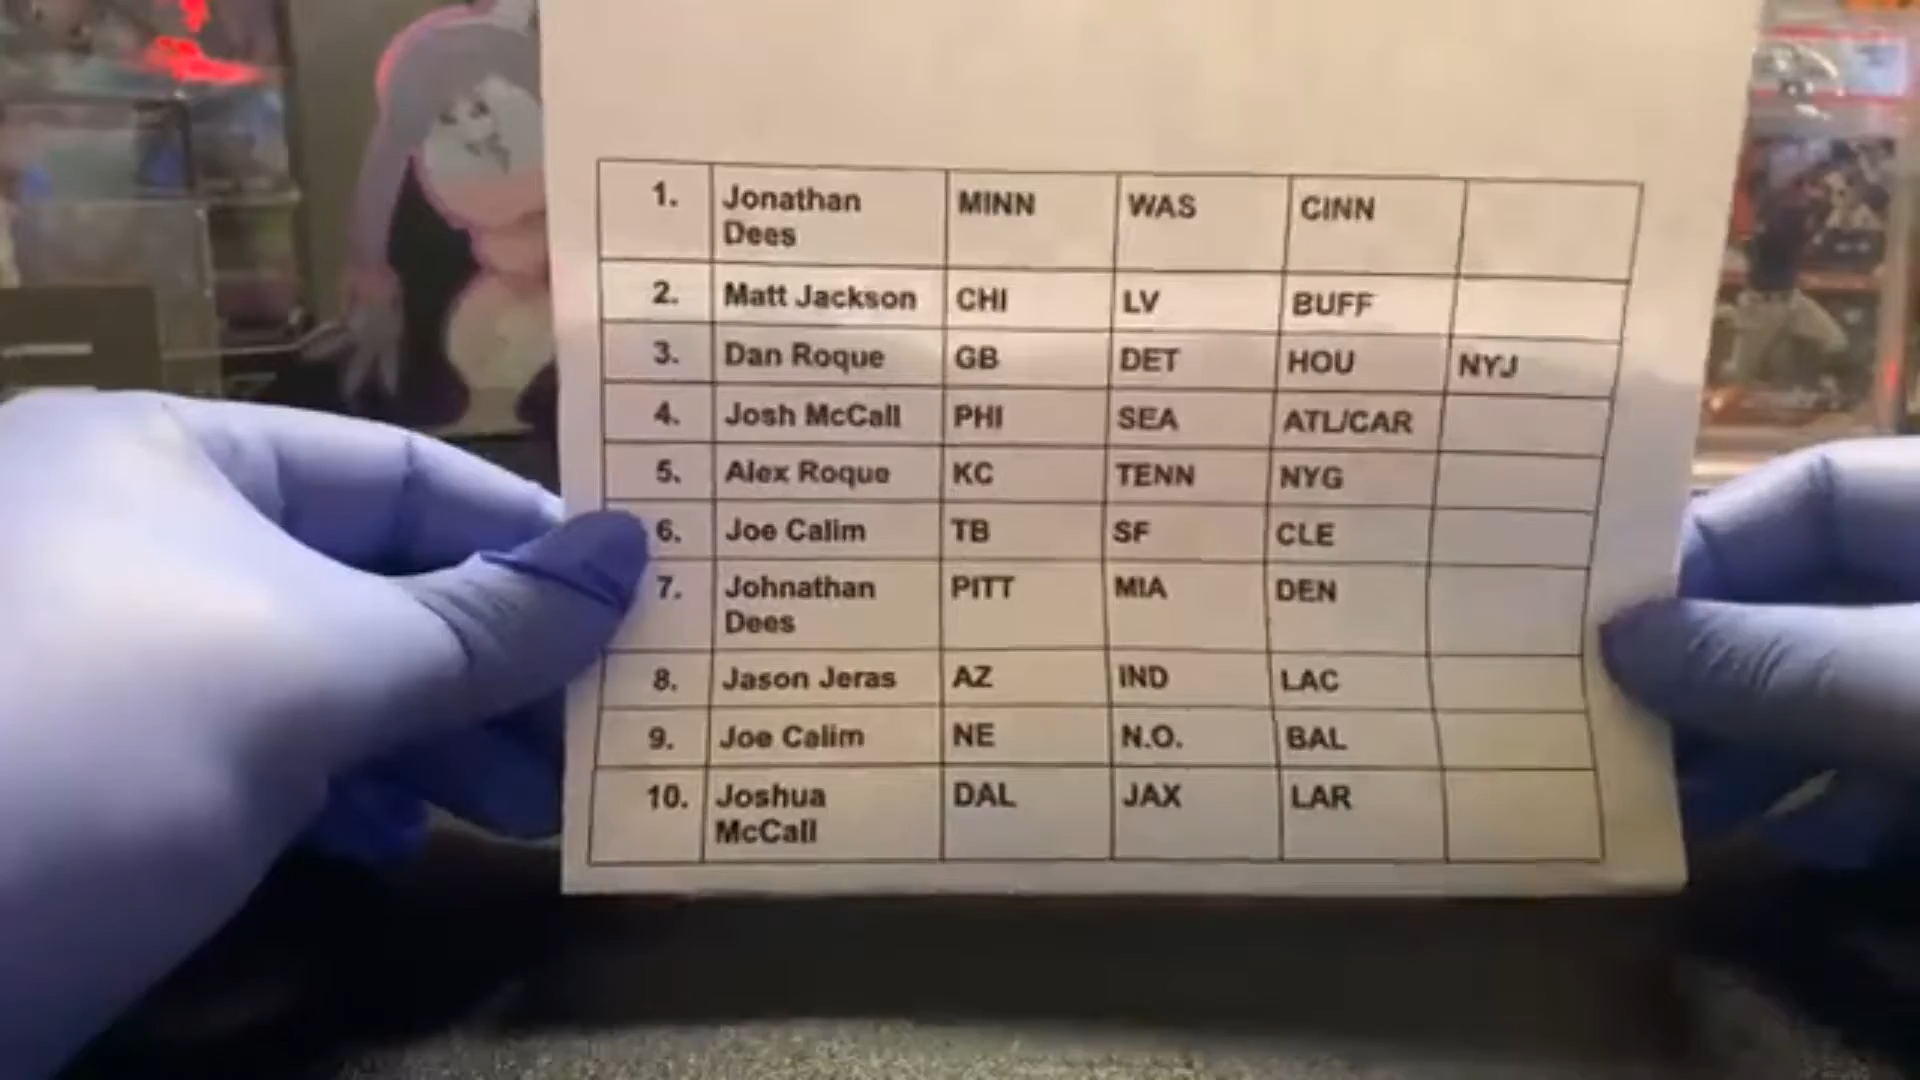 1. Jonathan Dees MINN WAS CINN
2. Matt Jackson CHI LV BUFF
3. Dan Roque GB DET HOU NYJ
4. Josh McCall PHI SEA ATL/CAR
5. Alex Roque KC TENN NYG
6. Joe Calim TB SF CLE
7. Johnathan Dees PITT MIA DEN
8. Jason Jeras AZ IND LAC
9. Joe Calim NE N.O. BAL
10. Joshua McCall DAL JAX LAR